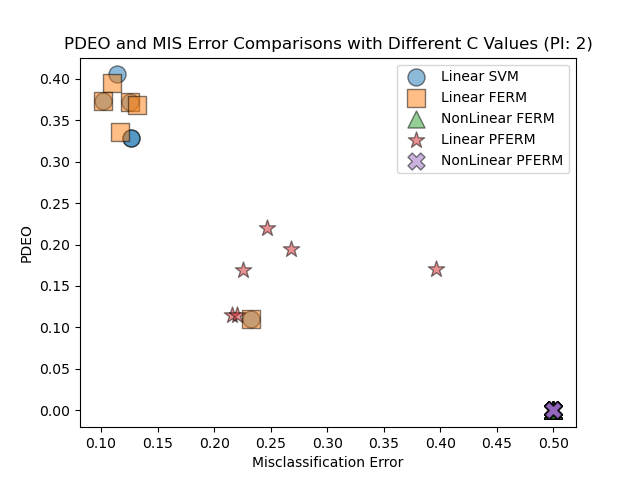 PDEO and MIS Error Comparisons with Different C Values (PI: 2)
Linear SVM
Linear FERM
NonLinear FERM
Linear PFERM
NonLinear PFERM
PDEO
0.40
0.35
0.30
0.25
0.20
0.15
0.10
0.05
0.00
0.10 0.15 0.20 0.25 0.30 0.35 0.40 0.45 0.50
Misclassification Error